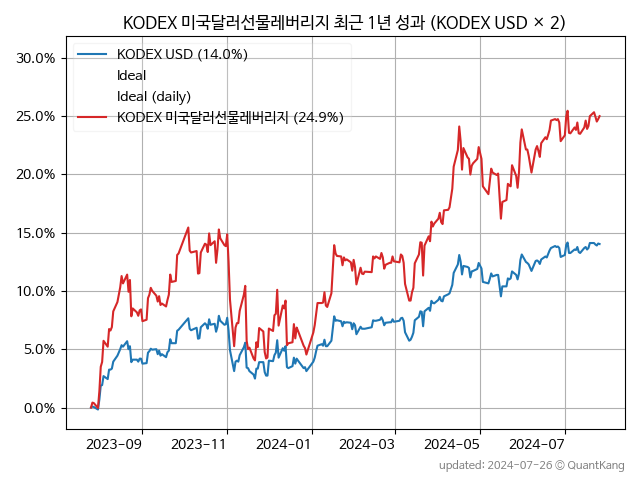 KODEX 미국달러선물레버리지 최근 1년 성과 (KODEX USD × 2)
30.0%
25.0%
20.0%
15.0%
10.0%
5.0%
0.0%
KODEX USD (14.0%)
Ideal
Ideal (daily)
KODEX 미국달러선물레버리지 (24.9%)
2023-09 2023-11 2024-01 2024-03 2024-05 2024-07
updated: 2024-07-26 © QuantKang